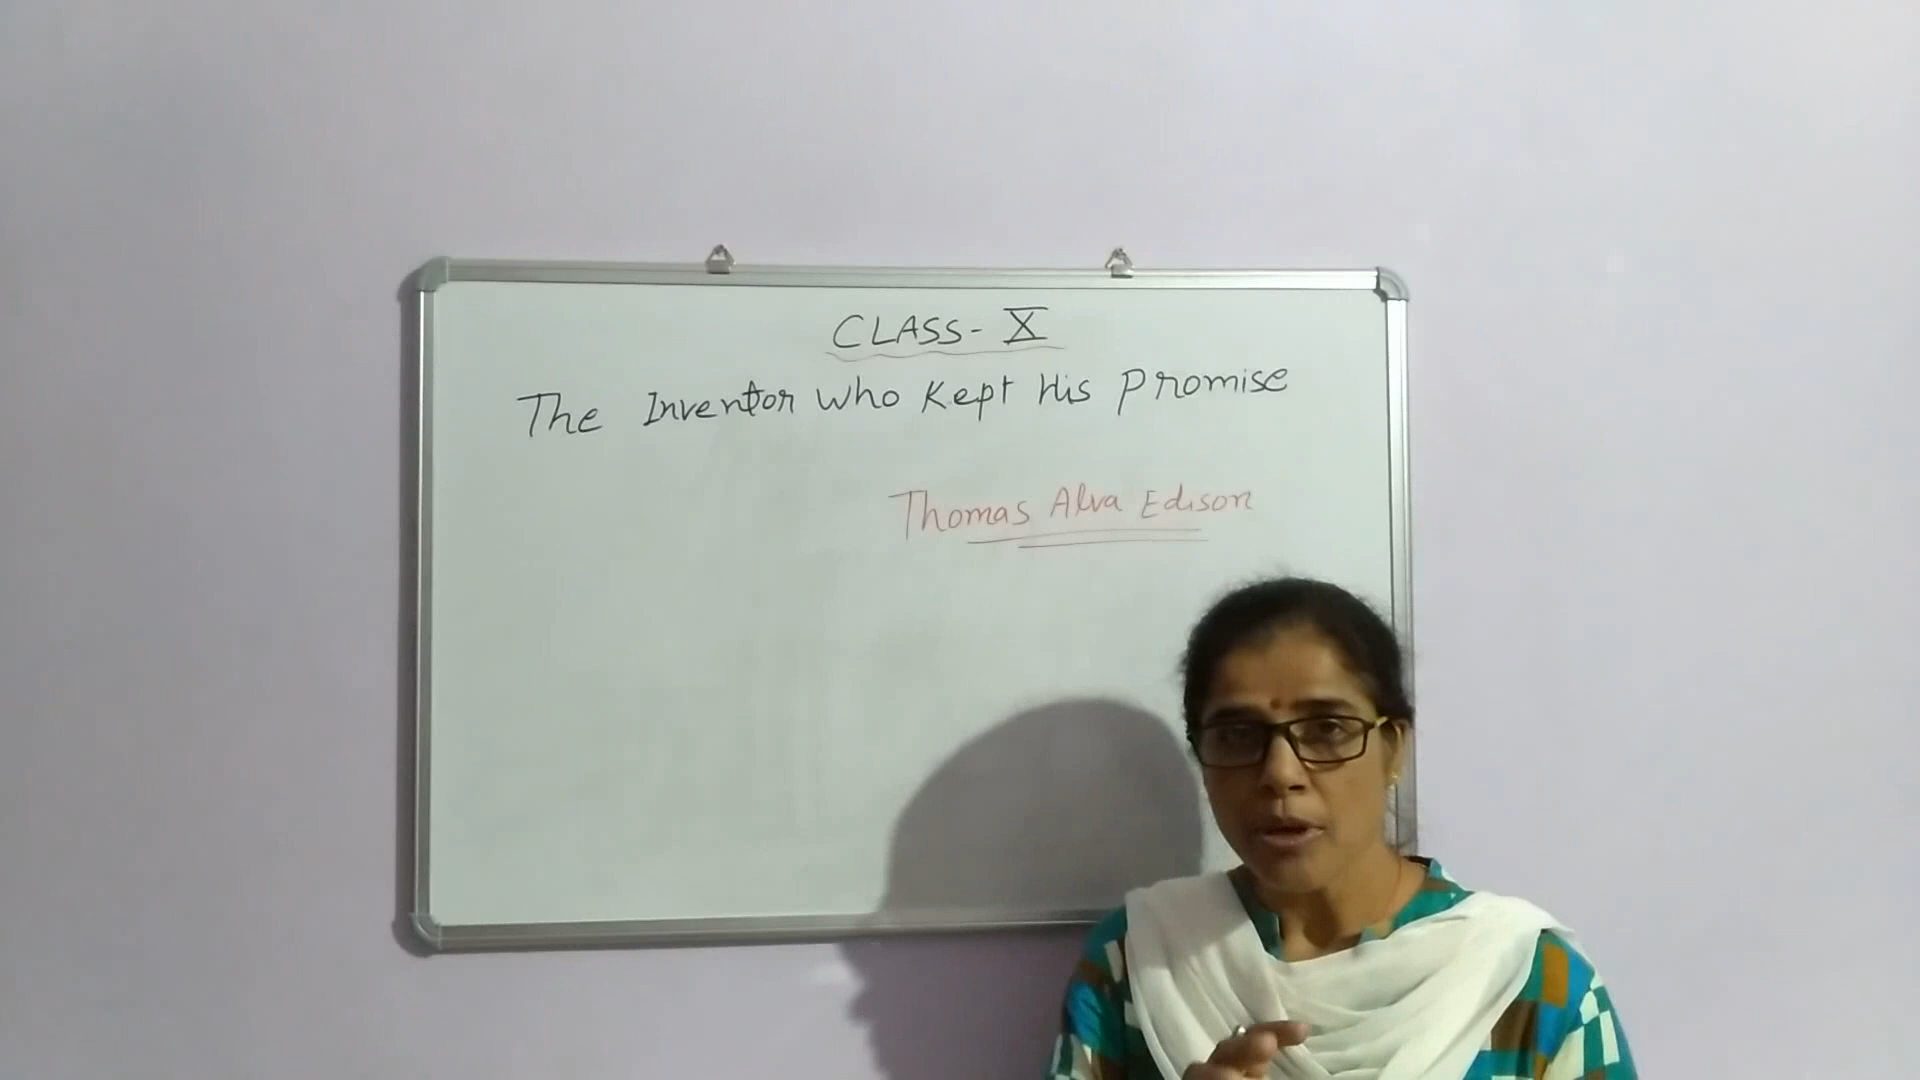 CLASS - X
The Inventor Who Kept His Promise
Thomas Alva Edison